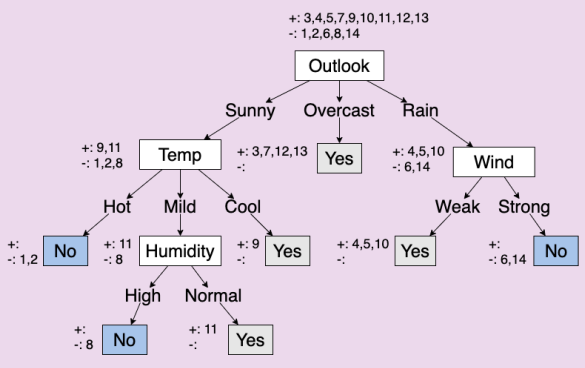 +: 3,4,5,7,9,10,11,12,13
-: 1,2,6,8,14
Outlook
Sunny Overcast Rain
+: 9,11
-: 1,2,8
Temp
+: 3,7,12,13
-:
Yes
+: 4,5,10
-: 6,14
Wind
Hot Mild Cool Weak Strong
+:
-: 1,2
No
+: 11
-: 8
Humidity
+: 9
-:
Yes
+: 4,5,10
-:
Yes
+:
-: 6,14
No
High Normal
+:
-: 8
No
+: 11
-:
Yes